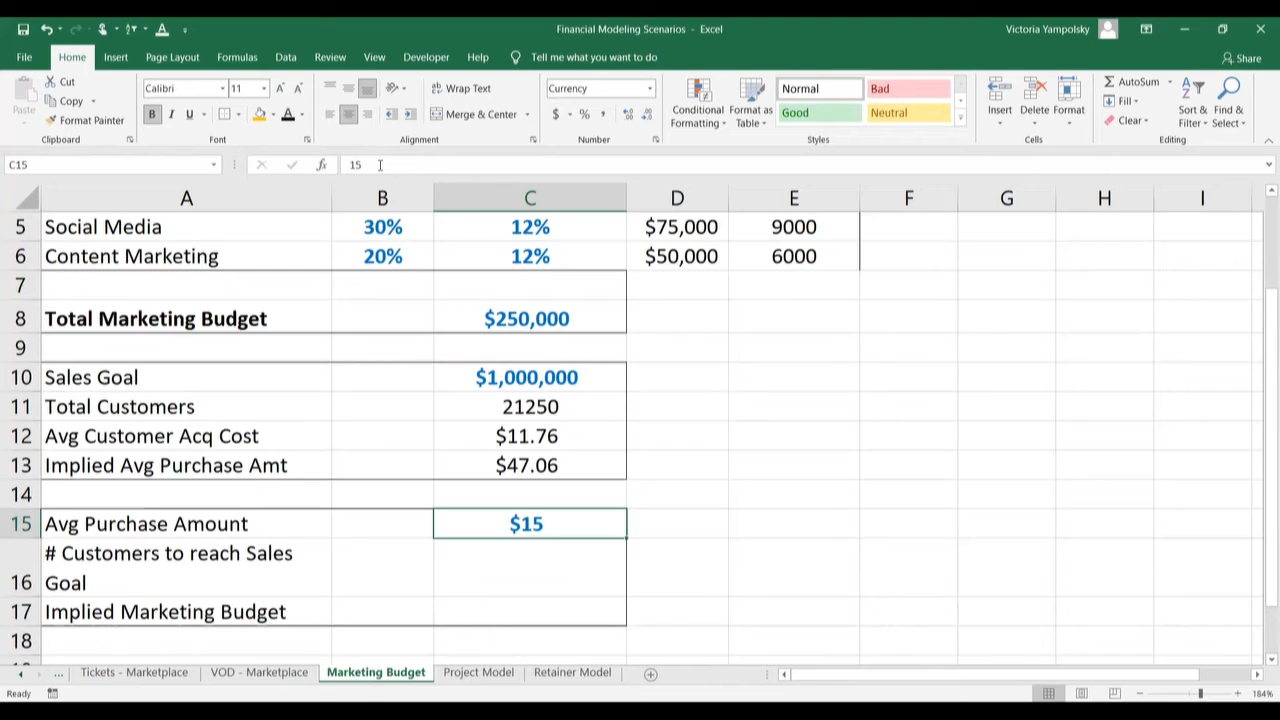 Financial Modeling Scenarios - Excel
Victoria Yampolsky
File Home Insert Page Layout Formulas Data Review View Developer Help Tell me what you want to do Share
Paste
Cut
Copy
Format Painter
Clipboard
Calibri 11
B I U
Font
Wrap Text
Merge & Center
Alignment
Currency
$ % ,
Number
Conditional Formatting
Format as Table
Normal Bad
Good Neutral
Styles
Insert Delete Format
Cells
AutoSum
Fill
Clear
Sort & Filter
Find & Select
Editing
C15 fx 15
A B C D E F G H I
5 Social Media 30% 12% $75,000 9000
6 Content Marketing 20% 12% $50,000 6000
7
8 Total Marketing Budget $250,000
9
10 Sales Goal $1,000,000
11 Total Customers 21250
12 Avg Customer Acq Cost $11.76
13 Implied Avg Purchase Amt $47.06
14
15 Avg Purchase Amount $15
# Customers to reach Sales
16 Goal
17 Implied Marketing Budget
18
... Tickets - Marketplace VOD - Marketplace Marketing Budget Project Model Retainer Model
Ready 184%